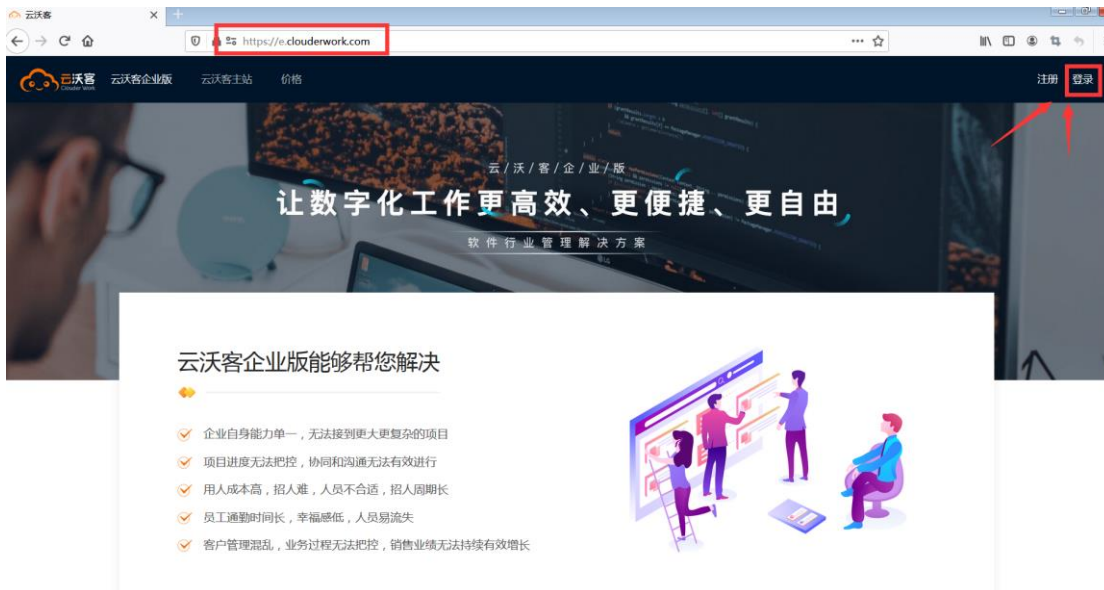 云沃客
https://e.clouderwork.com
云沃客
Clouder Work
云沃客企业版
云沃客主站
价格
注册
登录
云/沃/客/企/业/版
让数字化工作更高效、更便捷、更自由
软件行业管理解决方案
云沃客企业版能够帮您解决
企业自身能力单一，无法接到更大更复杂的项目
项目进度无法把控，协同和沟通无法有效进行
用人成本高，招人难，人员不合适，招人周期长
员工通勤时间长，幸福感低，人员易流失
客户管理混乱，业务过程无法把控，销售业绩无法持续有效增长